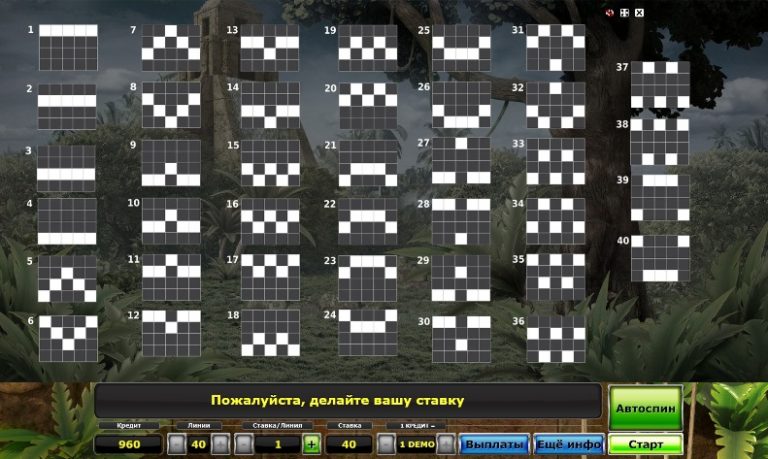 1 7 13 19 25 31
37
2 8 14 20 26 32
38
3 9 15 21 27 33
39
4 10 16 22 28 34
40
5 11 17 23 29 35
6 12 18 24 30 36
Пожалуйста, делайте вашу ставку
Автоспин
Кредит Линии Ставка/Линия Ставка 1 КРЕДИТ =
960 - 40 + - 1 + 40 - 1 DEMO + Выплаты Ещё инфо Старт